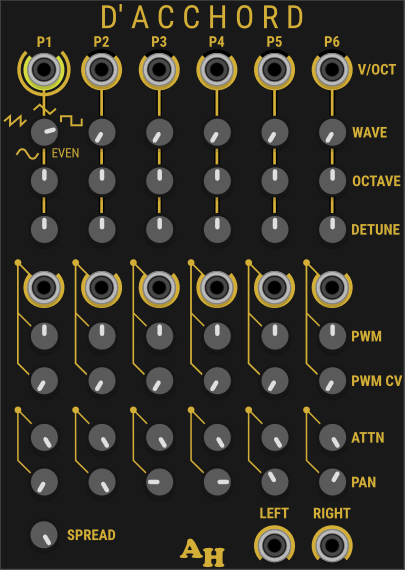 D'ACCHORD
P1 P2 P3 P4 P5 P6
V/OCT
WAVE
EVEN
OCTAVE
DETUNE
PWM
PWM CV
ATTN
PAN
LEFT RIGHT
SPREAD
AH